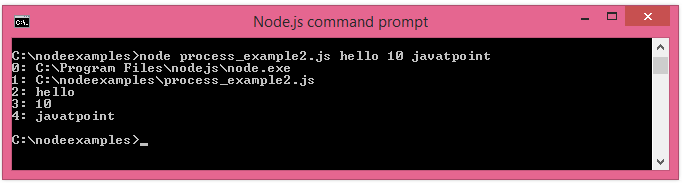 Node.js command prompt
C:\nodeexamples>node process_example2.js hello 10 javatpoint
0: C:\Program Files\nodejs\node.exe
1: C:\nodeexamples\process_example2.js
2: hello
3: 10
4: javatpoint
C:\nodeexamples>_